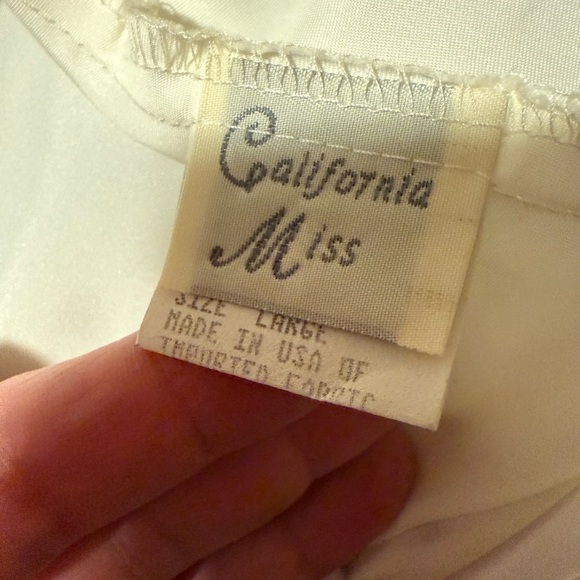 California
Miss
SIZE LARGE
MADE IN USA OF
IMPORTED FABRIC